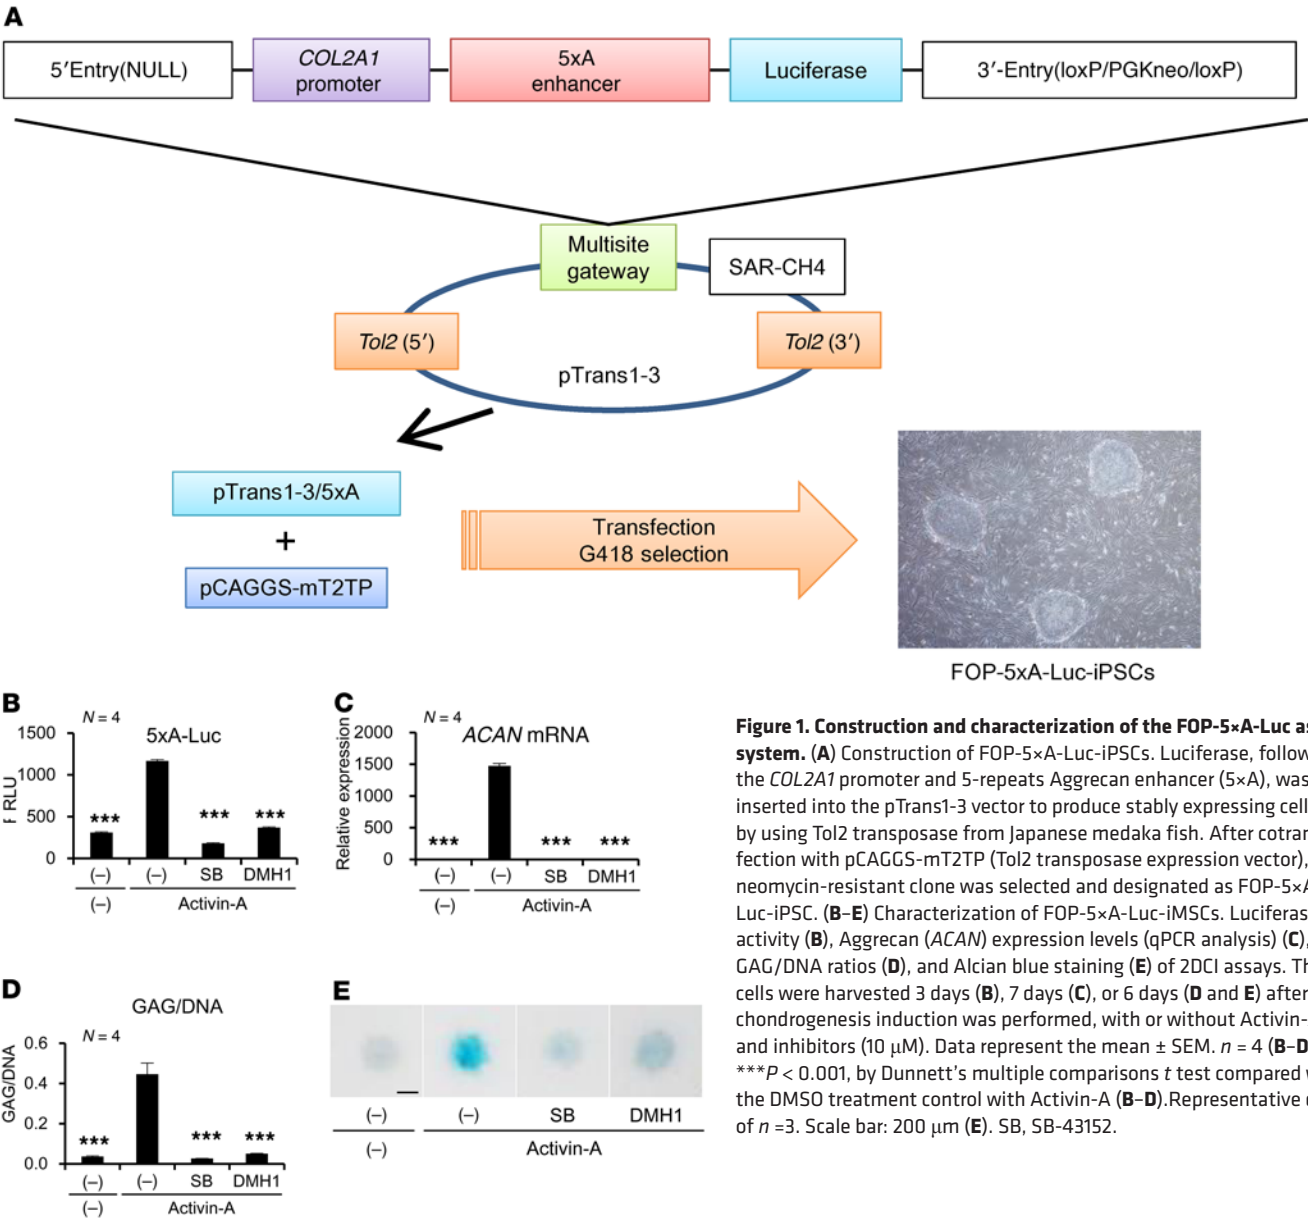 A
5′Entry(NULL)
COL2A1
promoter
5xA
enhancer
Luciferase
3′-Entry(loxP/PGKneo/loxP)
Multisite
gateway
SAR-CH4
Tol2 (5′)
Tol2 (3′)
pTrans1-3
pTrans1-3/5xA
+
pCAGGS-mT2TP
Transfection
G418 selection
FOP-5xA-Luc-iPSCs
B
N = 4
5xA-Luc
RLU
1500
1000
500
0
***
***
***
(–)
(–)
SB
DMH1
(–)
Activin-A
C
N = 4
ACAN mRNA
Relative expression
2000
1500
1000
500
0
***
***
***
(–)
(–)
SB
DMH1
(–)
Activin-A
D
GAG/DNA
N = 4
GAG/DNA
0.6
0.4
0.2
0.0
***
***
***
(–)
(–)
SB
DMH1
(–)
Activin-A
E
(–)
(–)
SB
DMH1
(–)
Activin-A
Figure 1. Construction and characterization of the FOP-5×A-Luc
system. (A) Construction of FOP-5×A-Luc-iPSCs. Luciferase,
the COL2A1 promoter and 5-repeats Aggrecan enhancer (5×A), was
inserted into the pTrans1-3 vector to produce stably expressing
by using Tol2 transposase from Japanese medaka fish. After
fection with pCAGGS-mT2TP (Tol2 transposase expression vector),
neomycin-resistant clone was selected and designated as
Luc-iPSC. (B–E) Characterization of FOP-5×A-Luc-iMSCs.
activity (B), Aggrecan (ACAN) expression levels (qPCR analysis) (C),
GAG/DNA ratios (D), and Alcian blue staining (E) of 2DCI assays.
cells were harvested 3 days (B), 7 days (C), or 6 days (D and E) after
chondrogenesis induction was performed, with or without Activin-
and inhibitors (10 μM). Data represent the mean ± SEM. n = 4 (B–D
***P < 0.001, by Dunnett’s multiple comparisons t test compared
the DMSO treatment control with Activin-A (B–D).Representative
of n =3. Scale bar: 200 μm (E). SB, SB-43152.